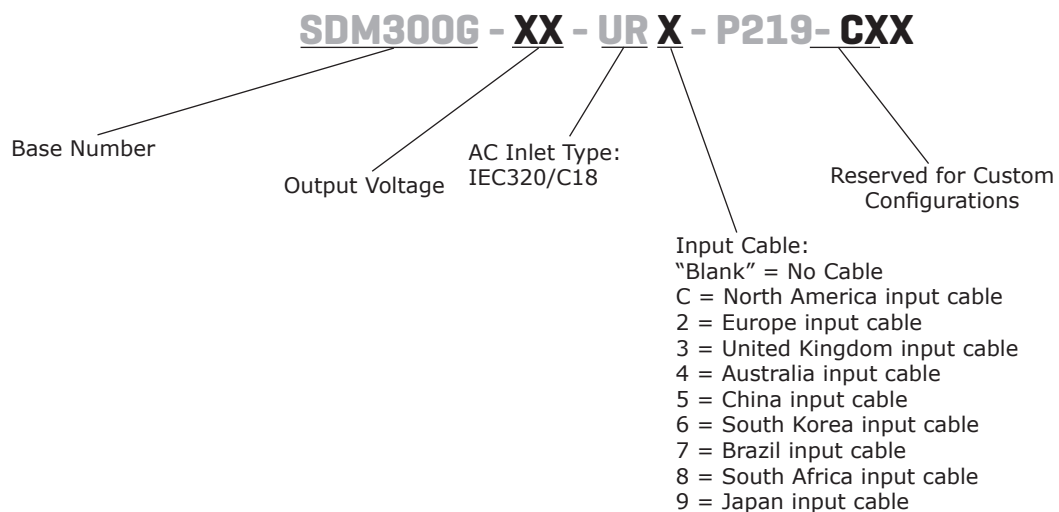 SDM300G - XX - UR X - P219- CXX
Base Number
Output Voltage
AC Inlet Type:
IEC320/C18
Reserved for Custom
Configurations
Input Cable:
“Blank” = No Cable
C = North America input cable
2 = Europe input cable
3 = United Kingdom input cable
4 = Australia input cable
5 = China input cable
6 = South Korea input cable
7 = Brazil input cable
8 = South Africa input cable
9 = Japan input cable